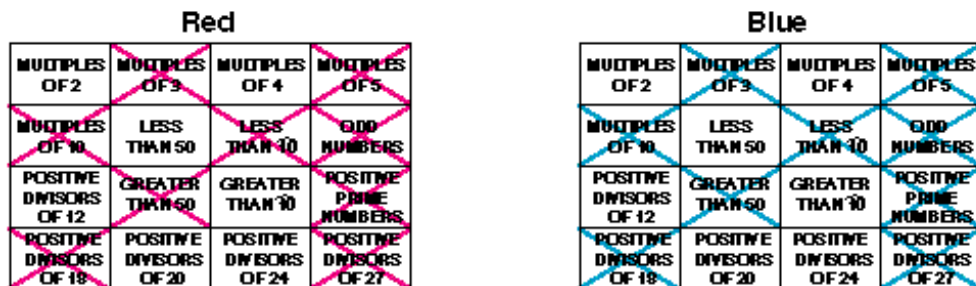 Red
MULTIPLES OF 2
MULTIPLES OF 3
MULTIPLES OF 4
MULTIPLES OF 5
MULTIPLES OF 10
LESS THAN 50
LESS THAN 10
ODD NUMBERS
POSITIVE DIVISORS OF 12
GREATER THAN 50
GREATER THAN 10
POSITIVE PRIME NUMBERS
POSITIVE DIVISORS OF 18
POSITIVE DIVISORS OF 20
POSITIVE DIVISORS OF 24
POSITIVE DIVISORS OF 27
Blue
MULTIPLES OF 2
MULTIPLES OF 3
MULTIPLES OF 4
MULTIPLES OF 5
MULTIPLES OF 10
LESS THAN 50
LESS THAN 10
ODD NUMBERS
POSITIVE DIVISORS OF 12
GREATER THAN 50
GREATER THAN 10
POSITIVE PRIME NUMBERS
POSITIVE DIVISORS OF 18
POSITIVE DIVISORS OF 20
POSITIVE DIVISORS OF 24
POSITIVE DIVISORS OF 27